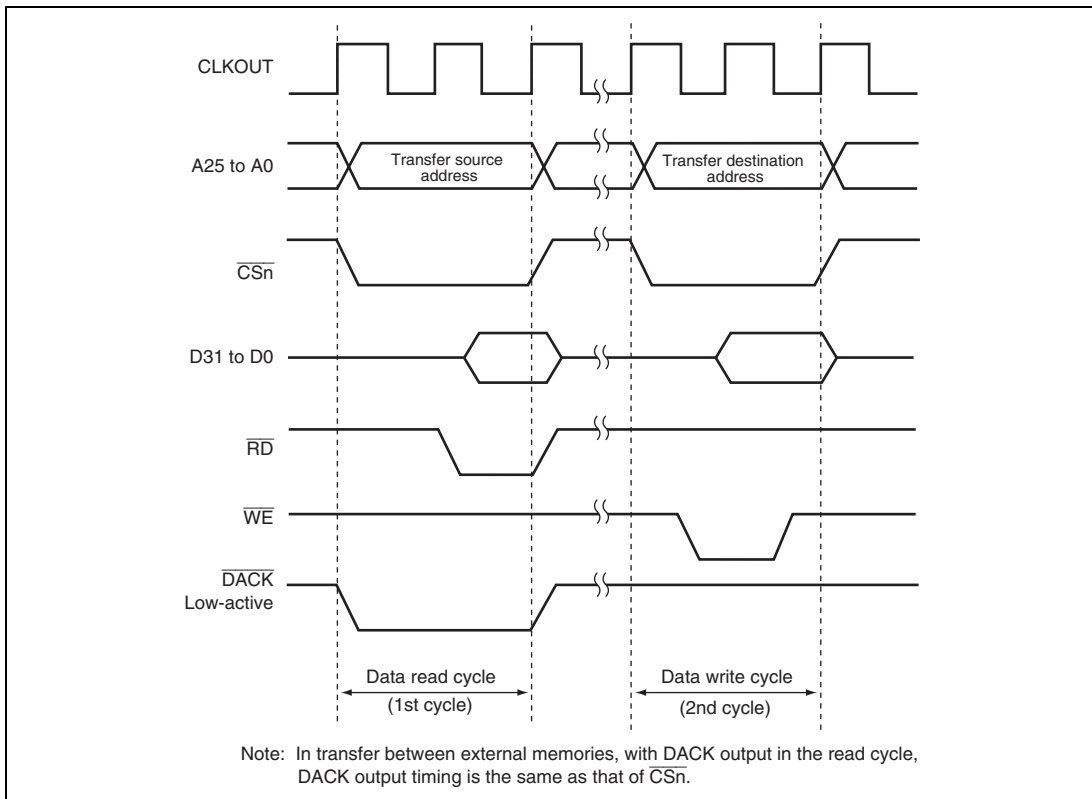 CLKOUT
A25 to A0
Transfer source
address
Transfer destination
address
CSn
D31 to D0
RD
WE
DACK
Low-active
Data read cycle
(1st cycle)
Data write cycle
(2nd cycle)
Note: In transfer between external memories, with DACK output in the read cycle,
DACK output timing is the same as that of CSn.